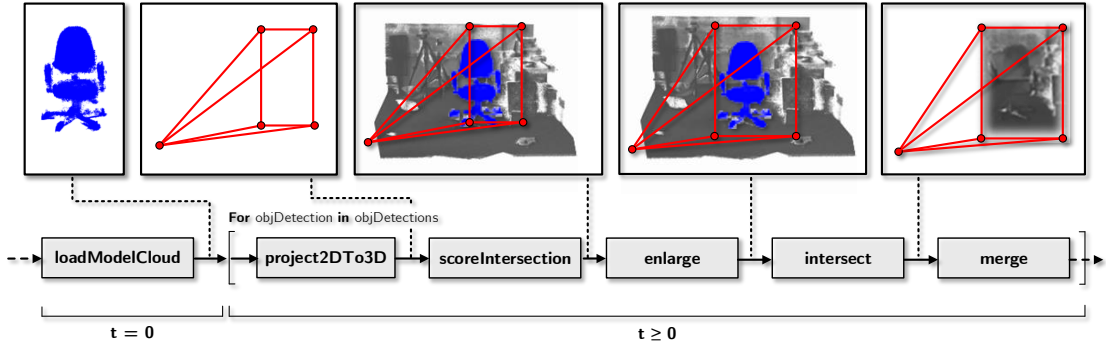 For objDetection in objDetections
loadModelCloud
project2DTo3D
scoreIntersection
enlarge
intersect
merge
t = 0
t ≥ 0